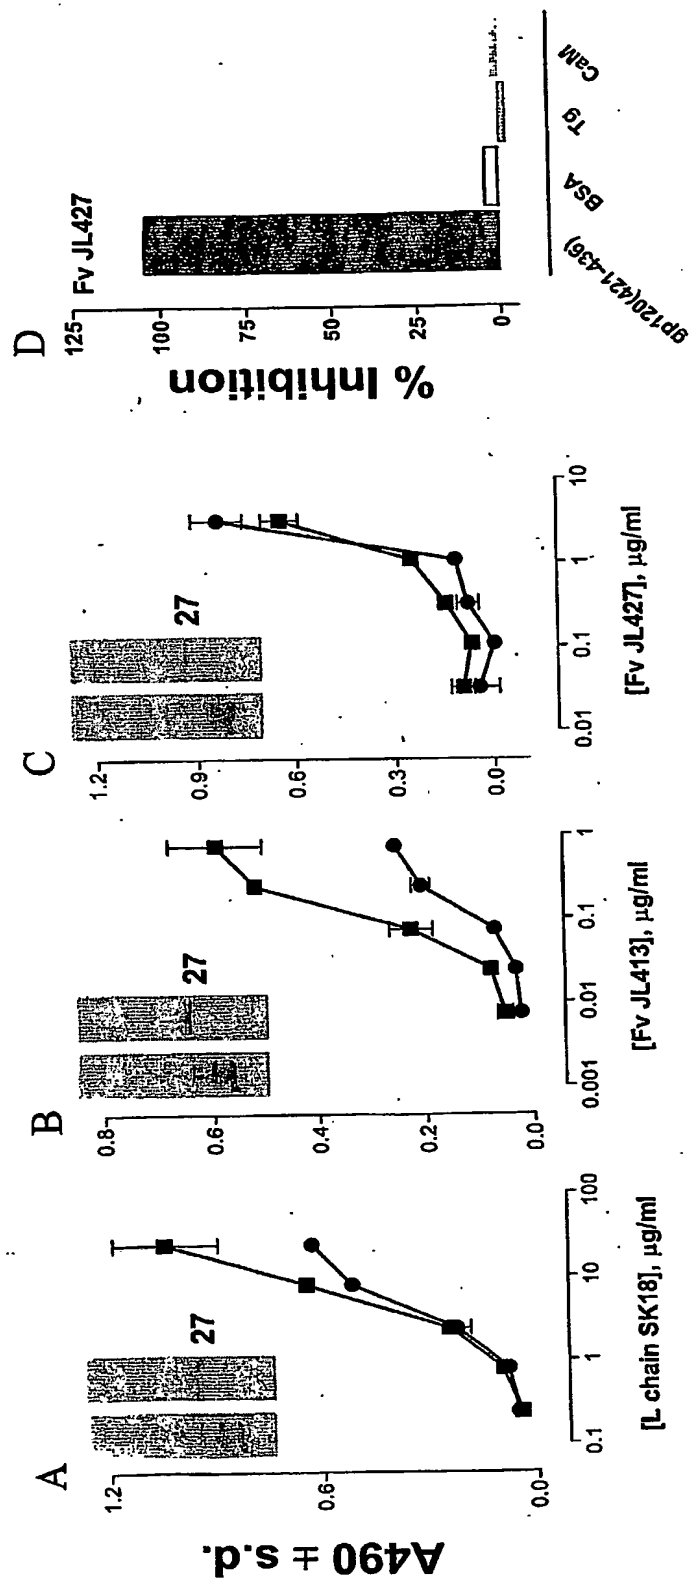 A
27
1.2
0.6
0.0
A490 ± s.d.
0.1
1
10
100
[L chain SK18], µg/ml
B
27
0.8
0.6
0.4
0.2
0.0
0.001
0.01
0.1
1
[Fv JL413], µg/ml
C
27
1.2
0.9
0.6
0.3
0.0
0.01
0.1
1
10
[Fv JL427], µg/ml
D
Fv JL427
125
100
75
50
25
0
% Inhibition
gp120(421-436)
BSA
Tg
CaM